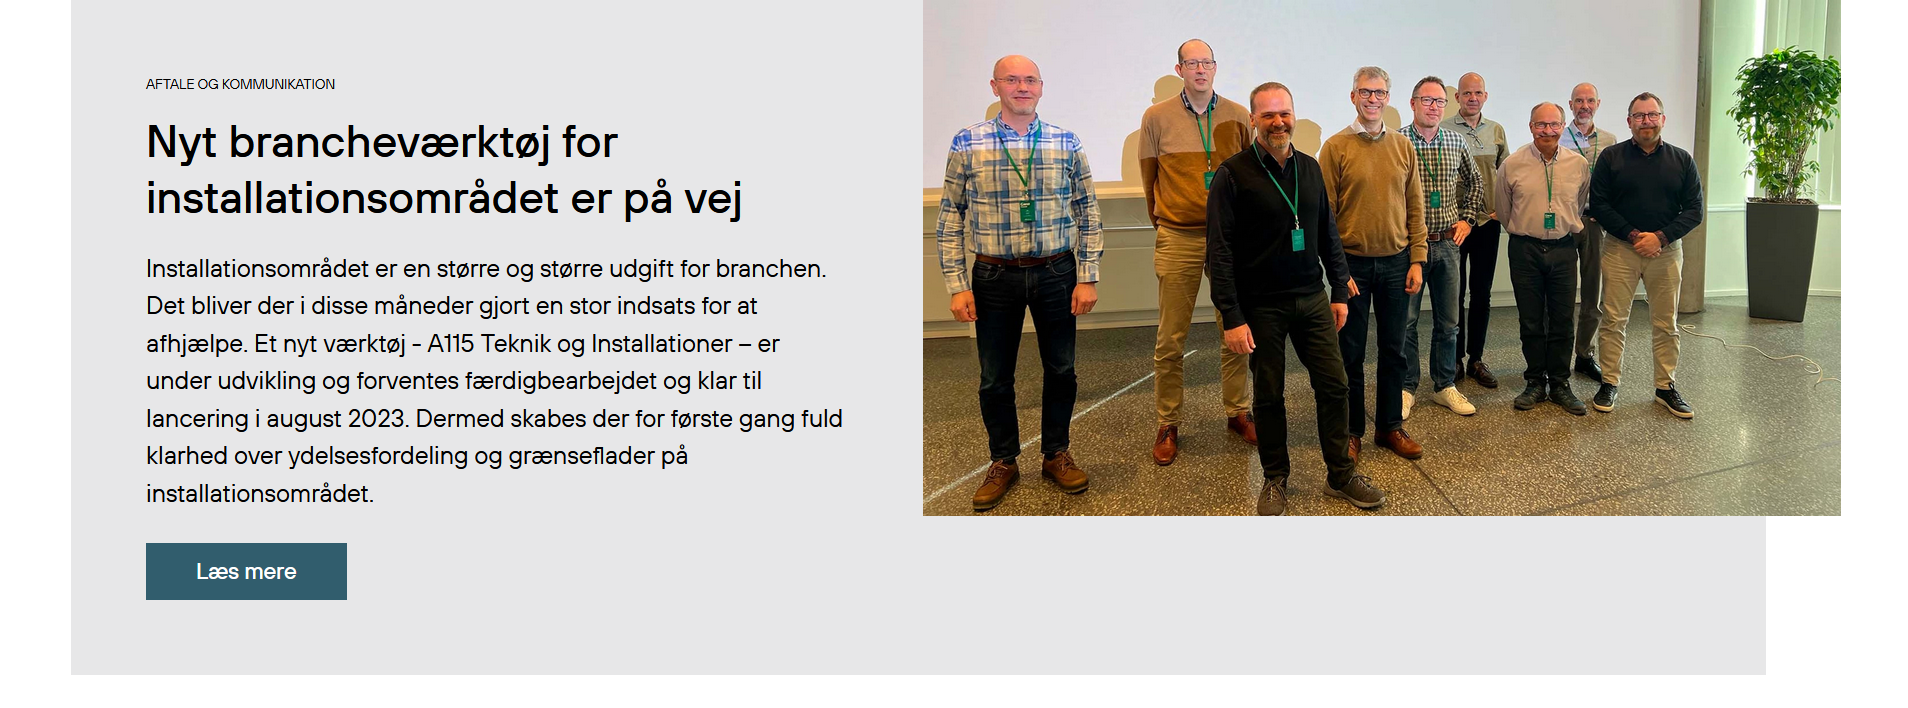 AFTALE OG KOMMUNIKATION
Nyt brancheværktøj for
installationsområdet er på vej
Installationsområdet er en større og større udgift for branchen.
Det bliver der i disse måneder gjort en stor indsats for at
afhjælpe. Et nyt værktøj - A115 Teknik og Installationer – er
under udvikling og forventes færdigbearbejdet og klar til
lancering i august 2023. Dermed skabes der for første gang fuld
klarhed over ydelsesfordeling og grænseflader på
installationsområdet.
Læs mere